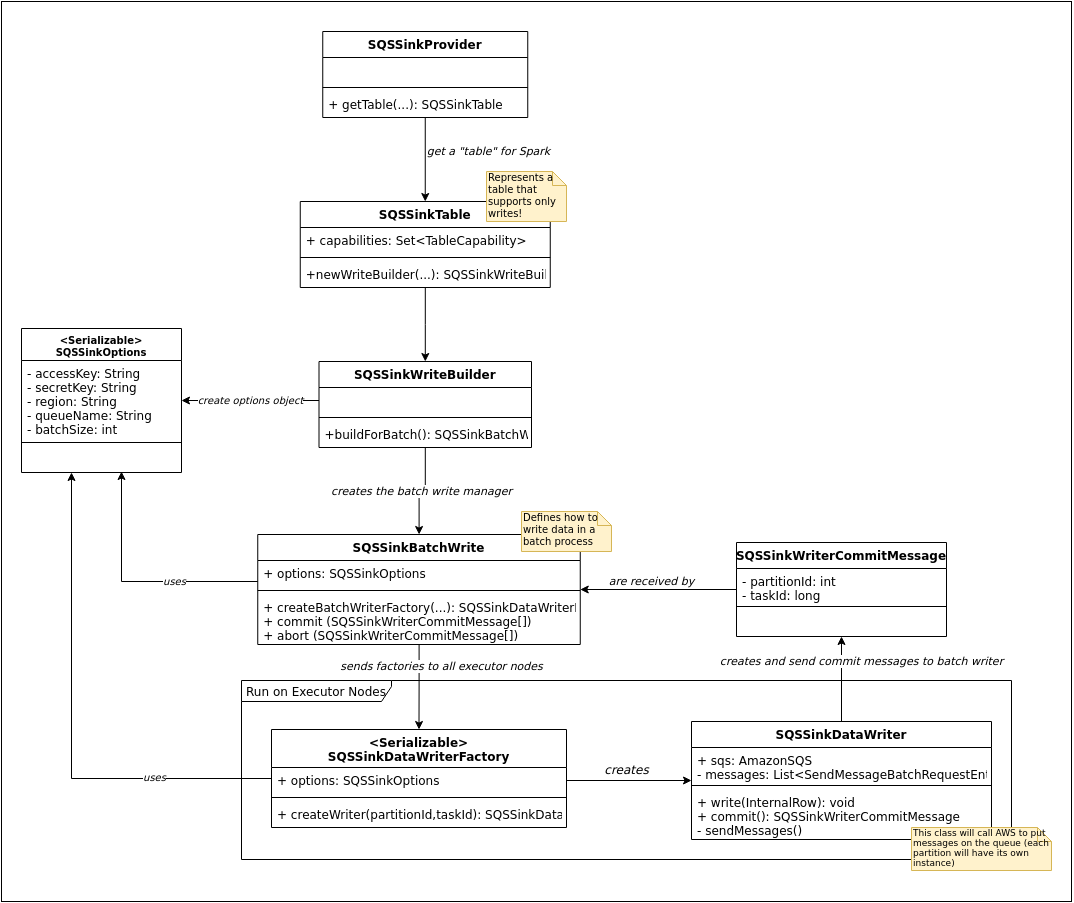 SQSSinkProvider
+ getTable(...): SQSSinkTable
get a "table" for Spark
Represents a
table that
supports only
writes!
SQSSinkTable
+ capabilities: Set<TableCapability>
+newWriteBuilder(...): SQSSinkWriteBuil
<Serializable>
SQSSinkOptions
- accessKey: String
- secretKey: String
- region: String
- queueName: String
- batchSize: int
SQSSinkWriteBuilder
+buildForBatch(): SQSSinkBatchW
create options object
creates the batch write manager
Defines how to
write data in a
batch process
SQSSinkBatchWrite
+ options: SQSSinkOptions
+ createBatchWriterFactory(...): SQSSinkDataWriterF
+ commit (SQSSinkWriterCommitMessage[])
+ abort (SQSSinkWriterCommitMessage[])
uses
are received by
SQSSinkWriterCommitMessage
- partitionId: int
- taskId: long
sends factories to all executor nodes
creates and send commit messages to batch writer
Run on Executor Nodes
<Serializable>
SQSSinkDataWriterFactory
+ options: SQSSinkOptions
+ createWriter(partitionId,taskId): SQSSinkData
uses
creates
SQSSinkDataWriter
+ sqs: AmazonSQS
- messages: List<SendMessageBatchRequestEnt
+ write(InternalRow): void
+ commit(): SQSSinkWriterCommitMessage
- sendMessages()
This class will call AWS to put
messages on the queue (each
partition will have its own
instance)